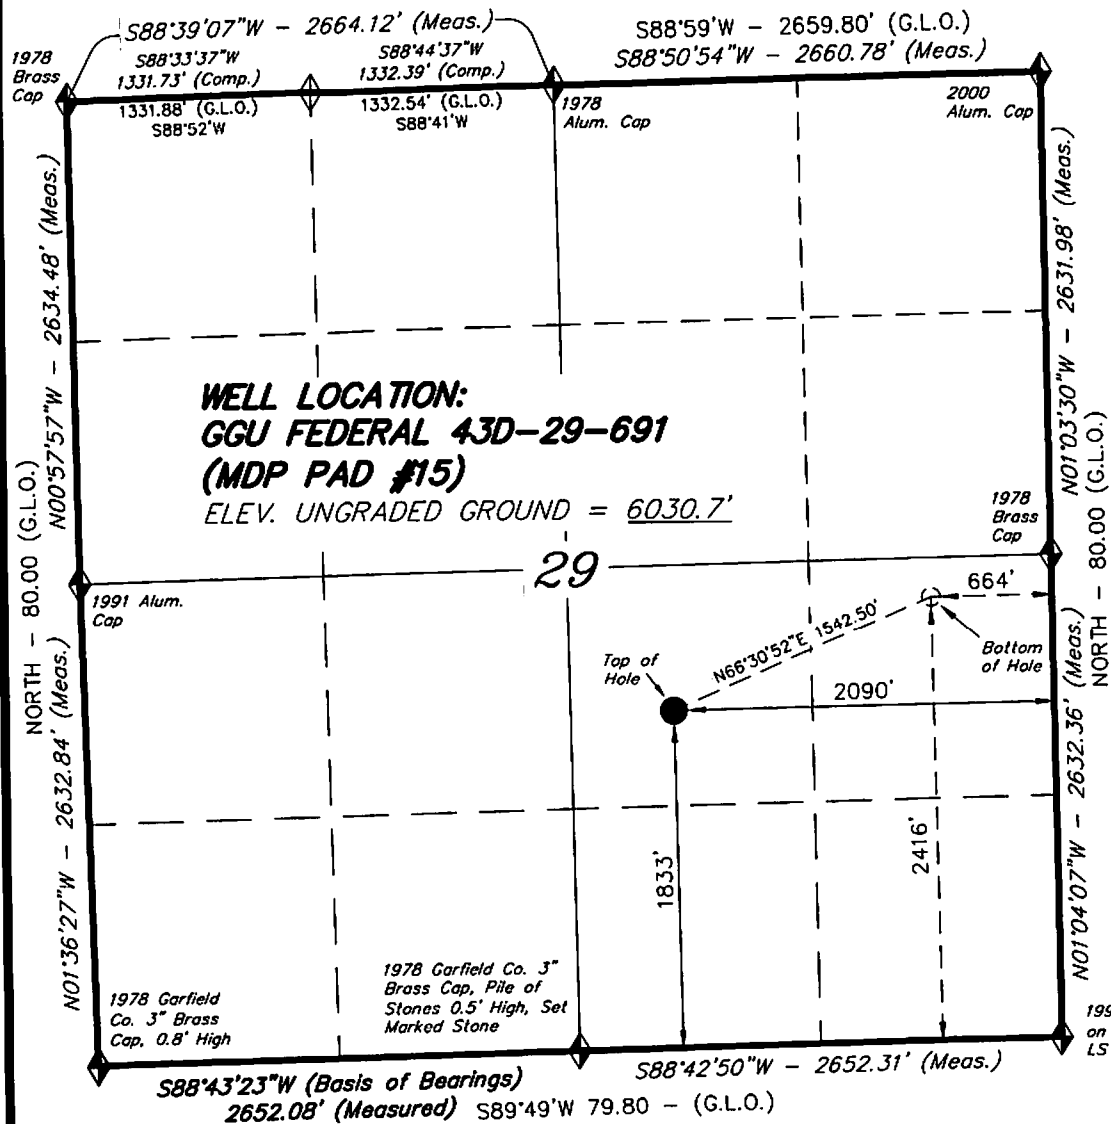 S88°39'07"W - 2664.12' (Meas.)
S88°59'W - 2659.80' (G.L.O.)
S88°50'54"W - 2660.78' (Meas.)
1978
Brass
Cap
S88°33'37"W
1331.73' (Comp.)
S88°44'37"W
1332.39' (Comp.)
1331.88' (G.L.O.)
S88°52'W
1332.54' (G.L.O.)
S88°41'W
1978
Alum. Cap
2000
Alum. Cap
N00°57'57"W - 2634.48' (Meas.)
NORTH - 80.00 (G.L.O.)
N01°03'30"W - 2631.98' (Meas.)
NORTH - 80.00 (G.L.O.)
WELL LOCATION:
GGU FEDERAL 43D-29-691
(MDP PAD #15)
ELEV. UNGRADED GROUND = 6030.7'
1978
Brass
Cap
29
1991 Alum.
Cap
664'
N66°30'52"E 1542.50'
Top of
Hole
Bottom
of Hole
2090'
N01°36'27"W - 2632.84' (Meas.)
1833'
2416'
N01°04'07"W - 2632.36' (Meas.)
1978 Garfield
Co. 3" Brass
Cap, 0.8' High
1978 Garfield Co. 3"
Brass Cap, Pile of
Stones 0.5' High, Set
Marked Stone
199
on
LS
S88°43'23"W (Basis of Bearings)
2652.08' (Measured)
S88°42'50"W - 2652.31' (Meas.)
S89°49'W 79.80 - (G.L.O.)